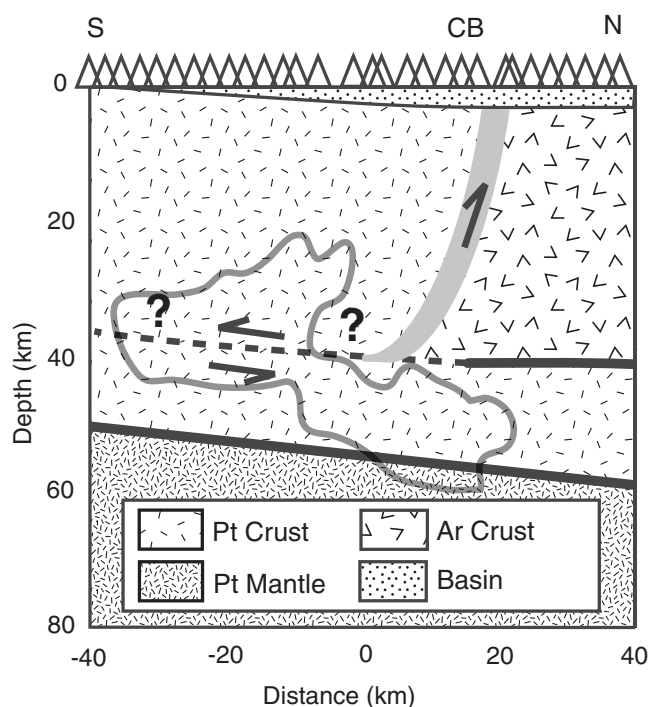 S CB N
0
20
? ?
40
60
80
Depth (km)
Pt Crust Ar Crust
Pt Mantle Basin
-40 -20 0 20 40
Distance (km)